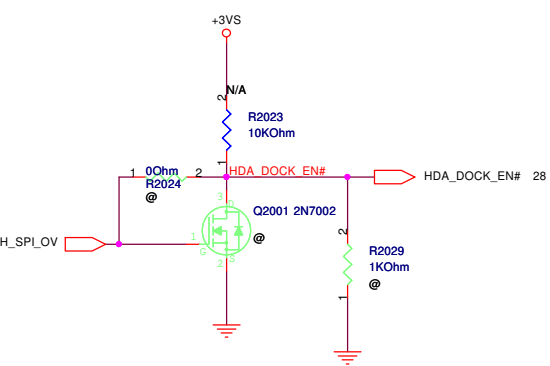 +3VS
N/A
2
R2023
10KOhm
1
HDA_DOCK_EN#
1
0Ohm
2
R2024
@
HDA_DOCK_EN# 28
3
D
Q2001 2N7002
@
H_SPI_OV
1
G
2
S
2
R2029
1KOhm
@
1